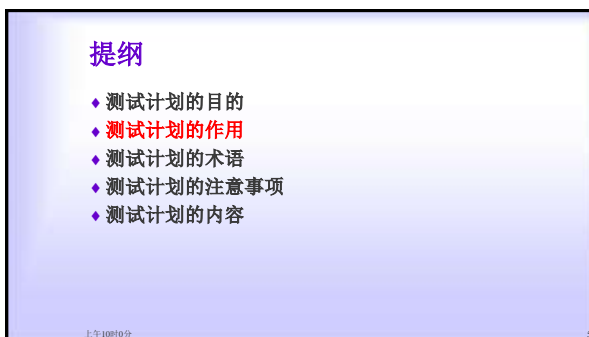 提纲
测试计划的目的
测试计划的作用
测试计划的术语
测试计划的注意事项
测试计划的内容
上午10时0分